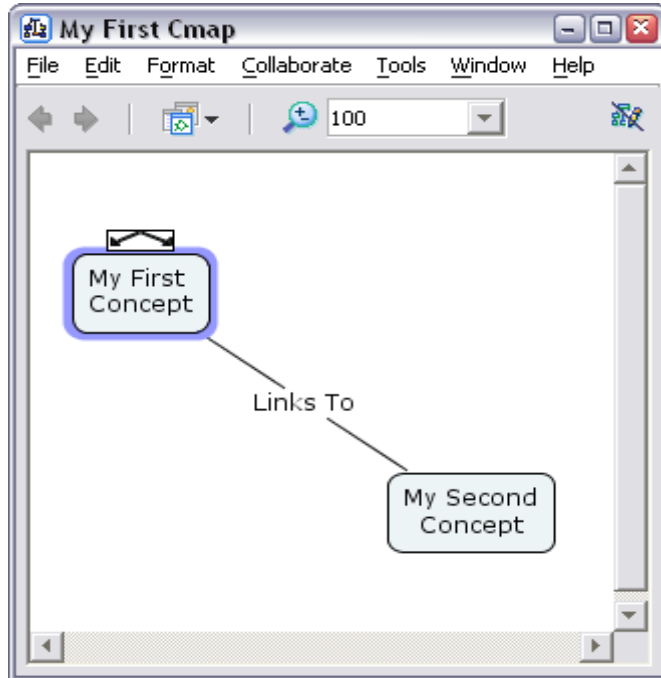 My First Cmap
File Edit Format Collaborate Tools Window Help
100
My First
Concept
Links To
My Second
Concept